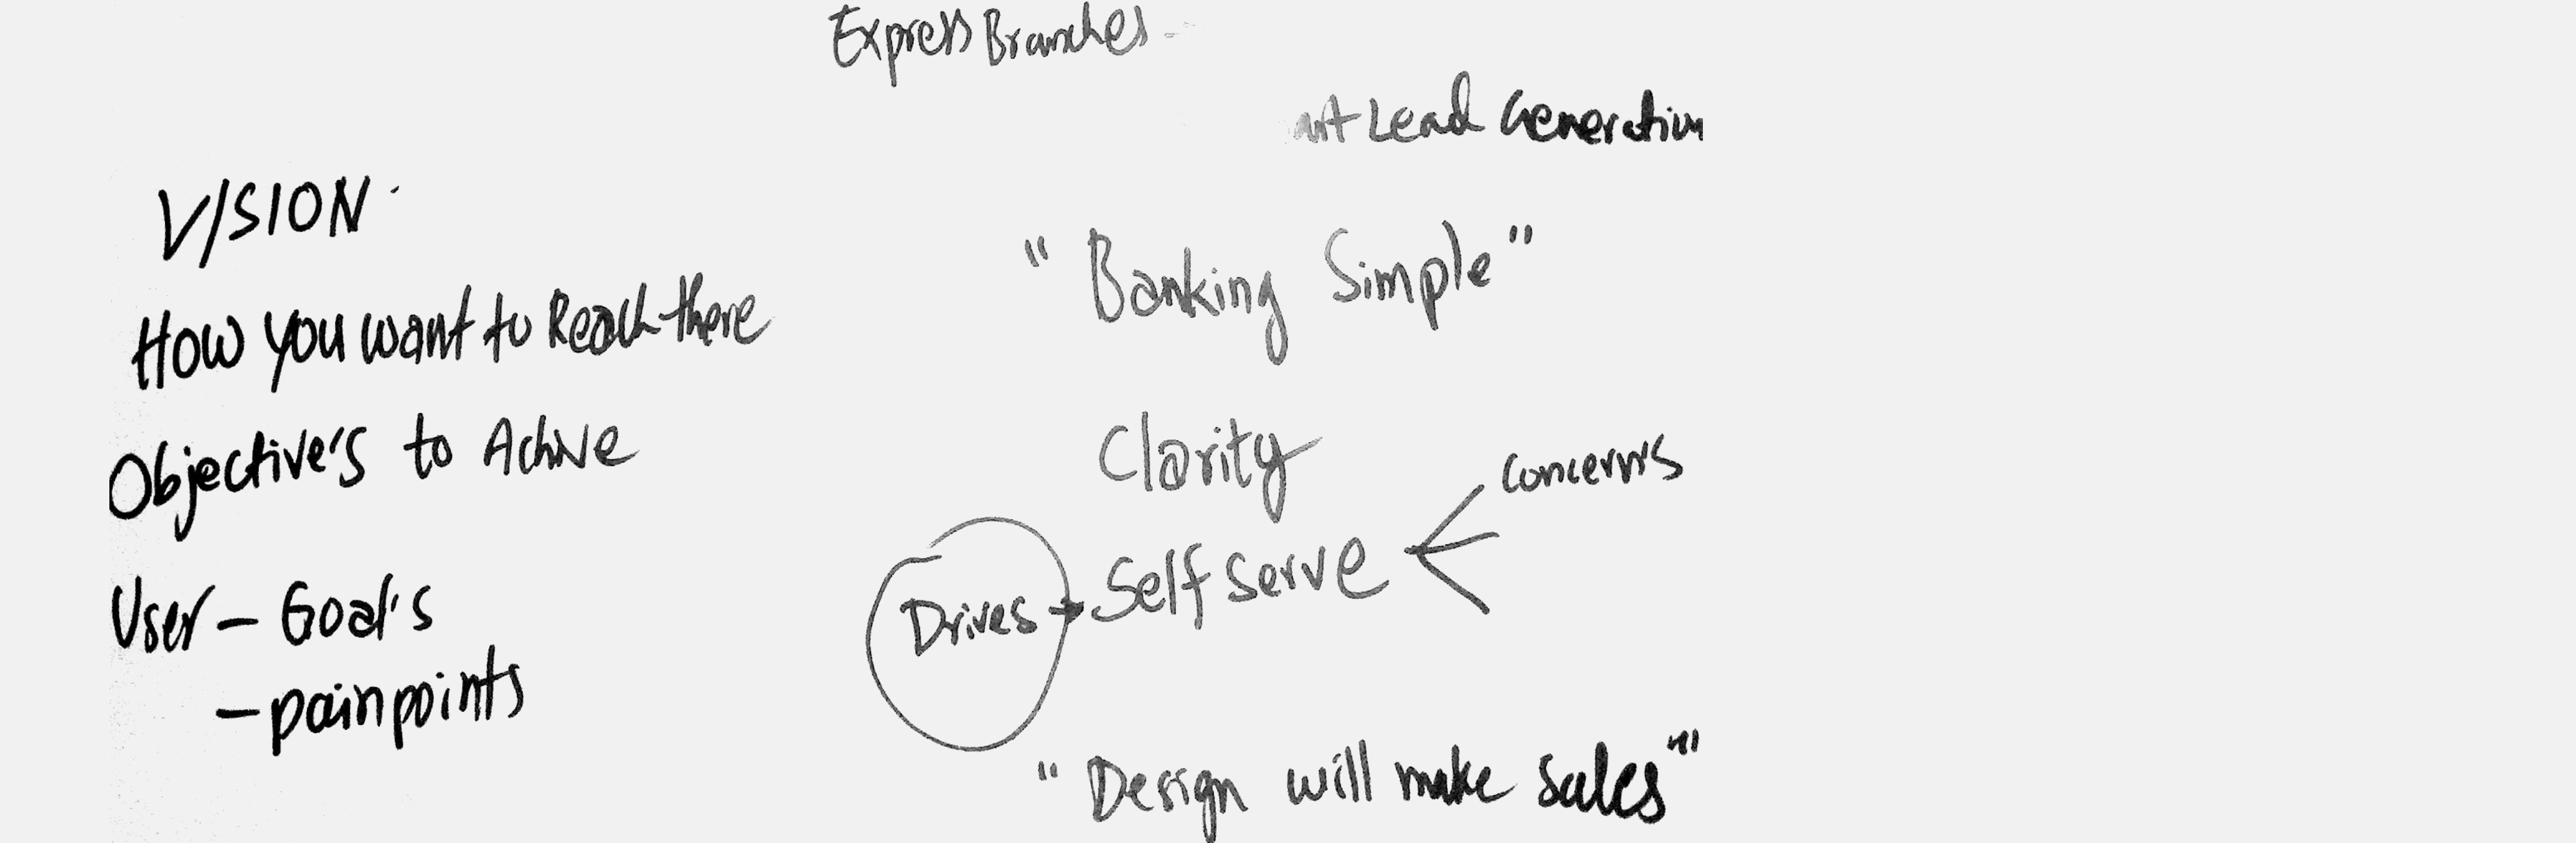 Express Branches
Lead Generation
VISION
How you want to Reach there
Objective's to Achive
User - Goal's
- painpoints
"Banking Simple"
Clarity
Concerns
Drives → Self Serve
"Design will make sales"